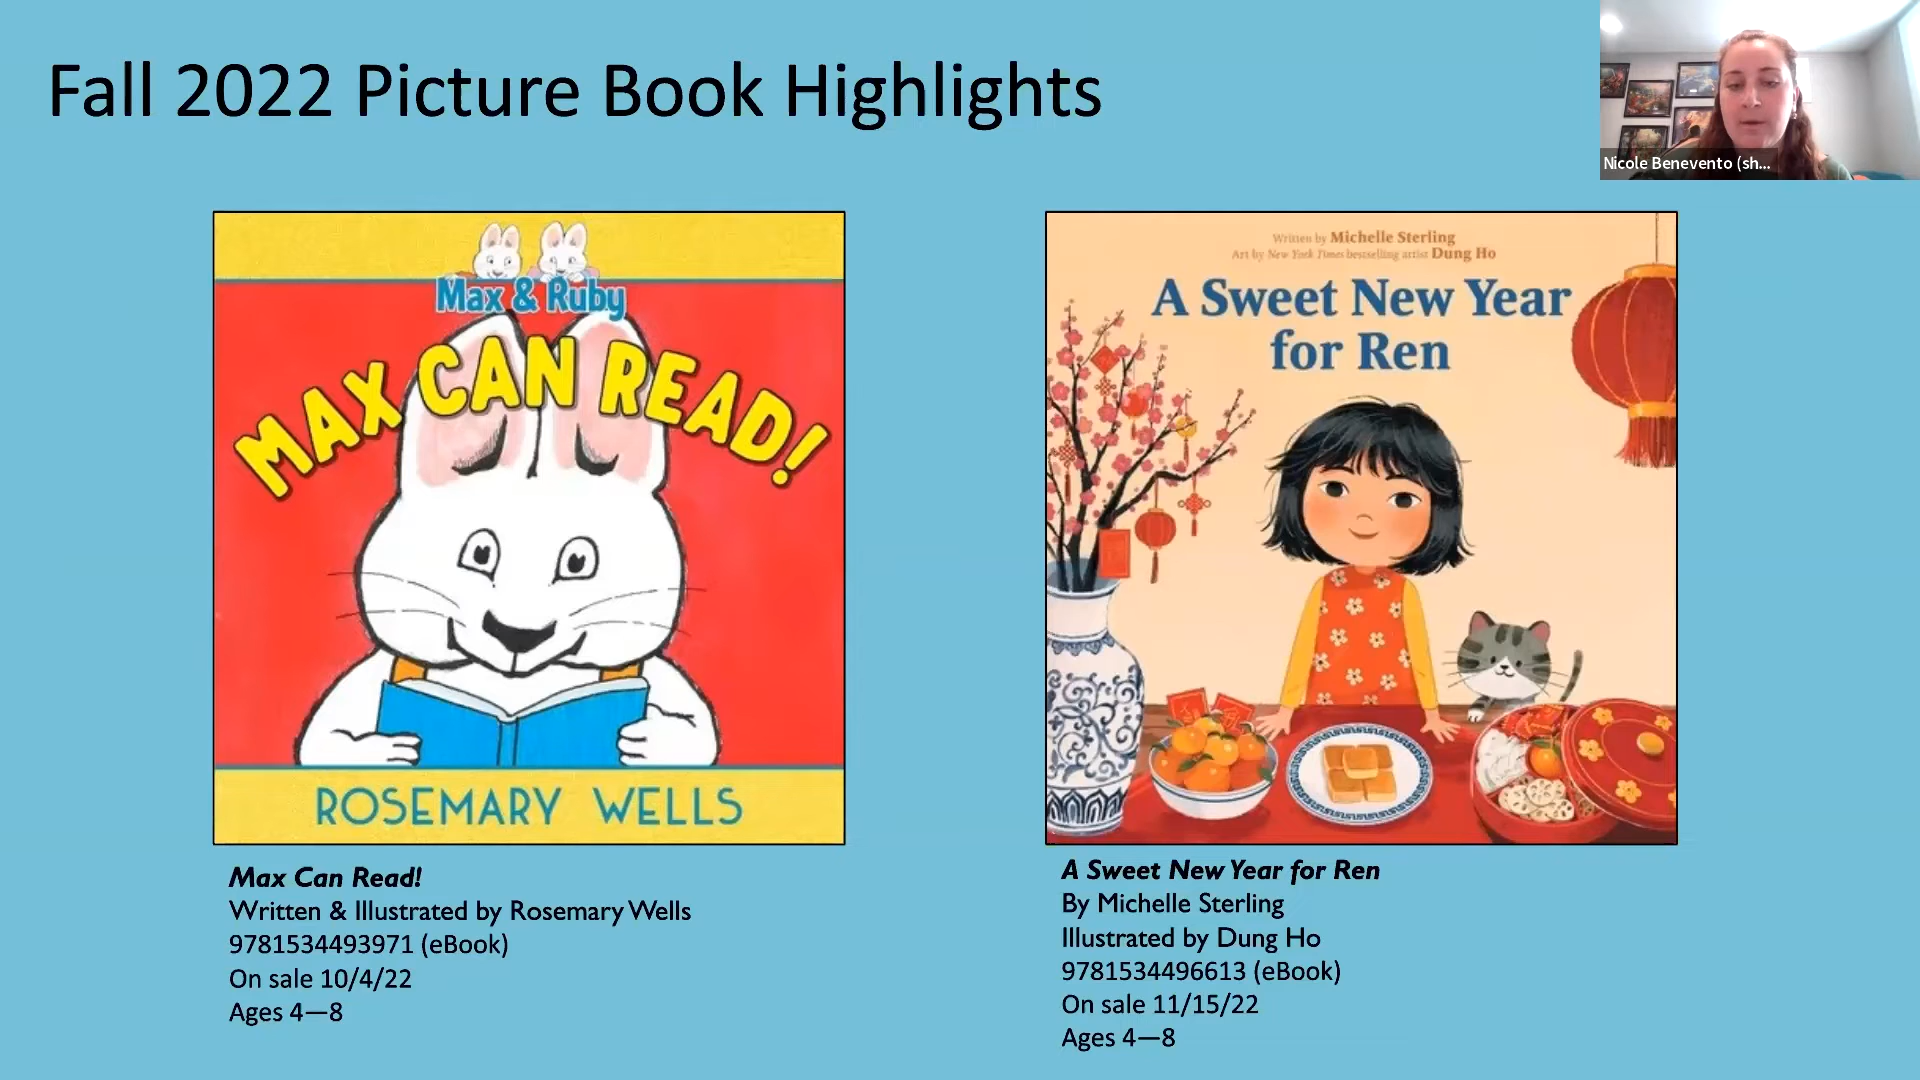 Fall 2022 Picture Book Highlights
Nicole Benevento (sh...
Max & Ruby
MAX CAN READ!
ROSEMARY WELLS
Written by Michelle Sterling
Art by New York Times bestselling artist Dung Ho
A Sweet New Year
for Ren
Max Can Read!
Written & Illustrated by Rosemary Wells
9781534493971 (eBook)
On sale 10/4/22
Ages 4—8
A Sweet New Year for Ren
By Michelle Sterling
Illustrated by Dung Ho
9781534496613 (eBook)
On sale 11/15/22
Ages 4—8